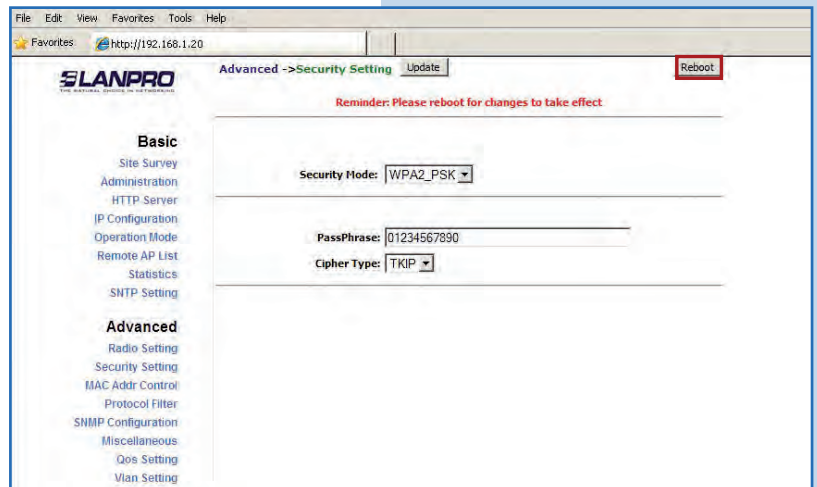 File Edit View Favorites Tools Help
Favorites http://192.168.1.20
LANPRO
THE NATURAL CHOICE IN NETWORKING
Advanced ->Security Setting Update Reboot
Reminder: Please reboot for changes to take effect
Basic
Site Survey
Administration
HTTP Server
IP Configuration
Operation Mode
Remote AP List
Statistics
SNTP Setting
Advanced
Radio Setting
Security Setting
MAC Addr Control
Protocol Filter
SNMP Configuration
Miscellaneous
Qos Setting
Vlan Setting
Security Mode: WPA2_PSK
PassPhrase: 01234567890
Cipher Type: TKIP